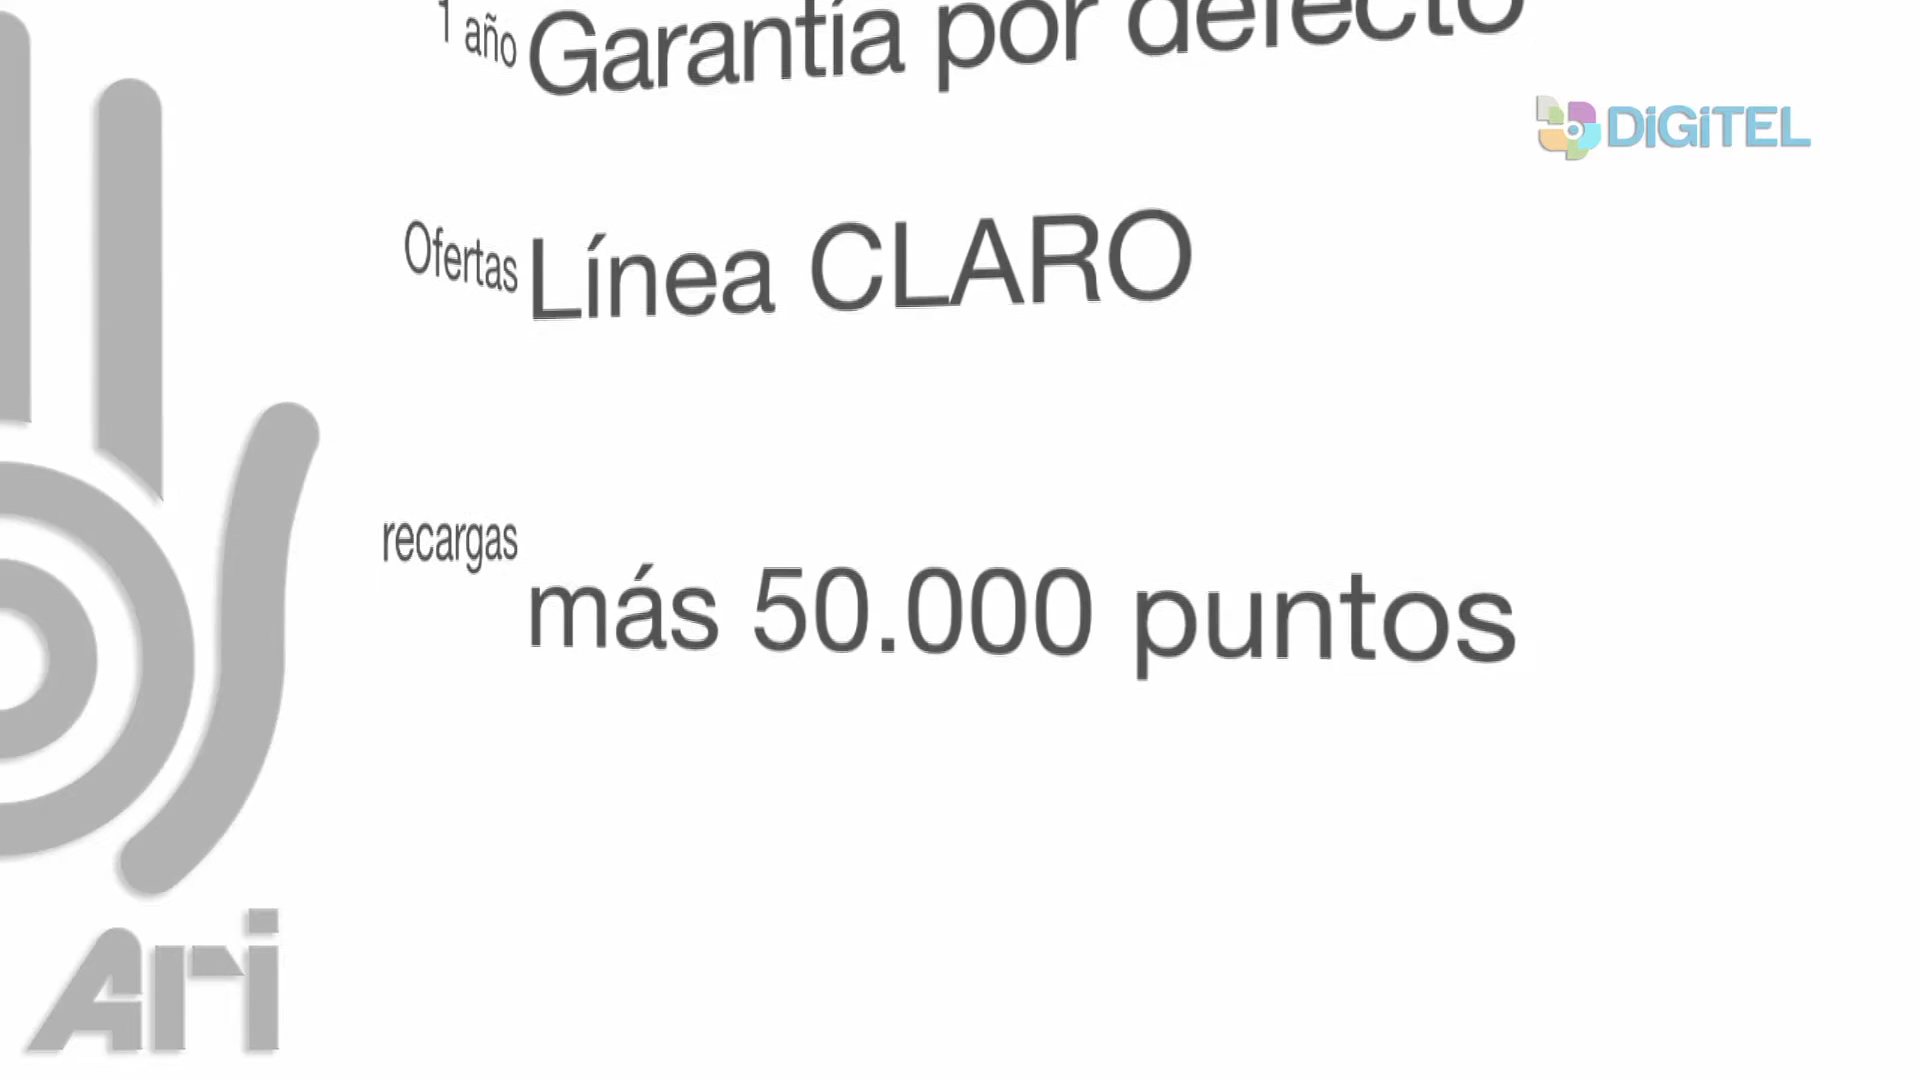 1 año Garantía por defecto
DiGiTEL
Ofertas Línea CLARO
recargas
más 50.000 puntos
Ari